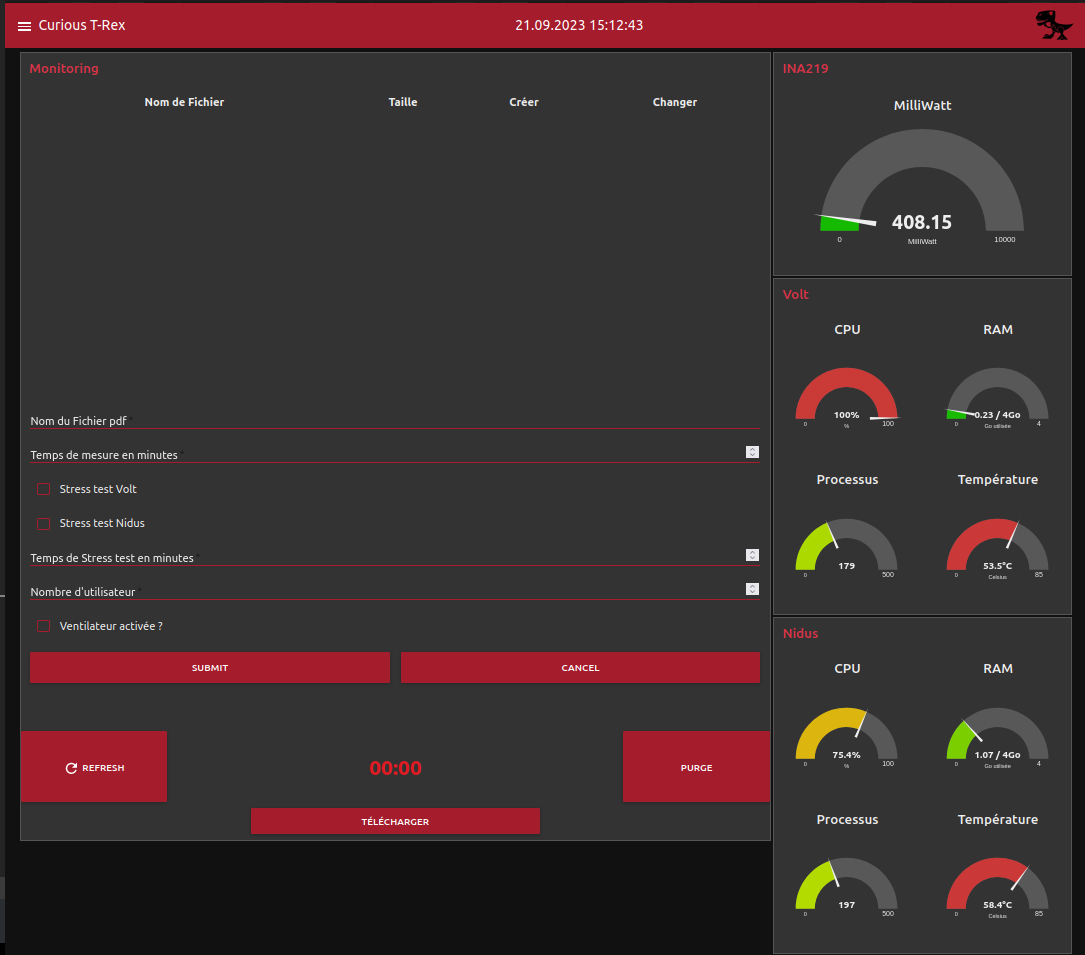 Curious T-Rex
21.09.2023 15:12:43
Monitoring
Nom de Fichier Taille Créer Changer
Nom du Fichier pdf *
Temps de mesure en minutes *
Stress test Volt
Stress test Nidus
Temps de Stress test en minutes *
Nombre d'utilisateur *
Ventilateur activée ?
SUBMIT CANCEL
REFRESH 00:00 PURGE
TÉLÉCHARGER
INA219
MilliWatt
408.15
0 MilliWatt 10000
Volt
CPU RAM
100% 0.23 / 4Go
0 % 100 0 Go utilisée 4
Processus Température
179 53.5°C
0 500 0 Celsius 85
Nidus
CPU RAM
75.4% 1.07 / 4Go
0 % 100 0 Go utilisée 4
Processus Température
197 58.4°C
0 500 0 Celsius 85